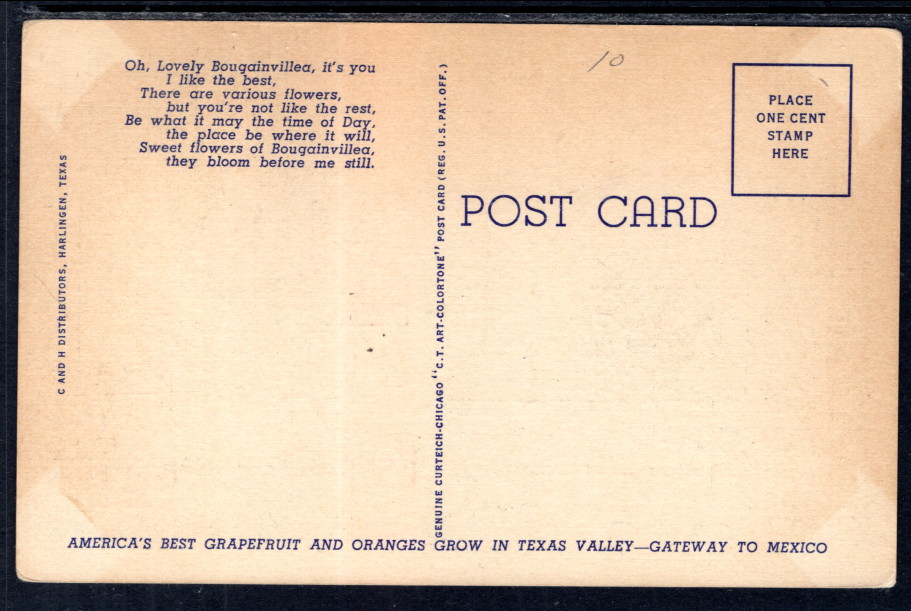 Oh, Lovely Bougainvillea, it's you
I like the best,
There are various flowers,
but you're not like the rest,
Be what it may the time of Day,
the place be where it will,
Sweet flowers of Bougainvillea,
they bloom before me still.
C AND H DISTRIBUTORS, HARLINGEN, TEXAS
GENUINE CURTEICH-CHICAGO "C.T. ART-COLORTONE" POST CARD (REG. U.S. PAT. OFF.)
10
PLACE
ONE CENT
STAMP
HERE
POST CARD
AMERICA'S BEST GRAPEFRUIT AND ORANGES GROW IN TEXAS VALLEY—GATEWAY TO MEXICO